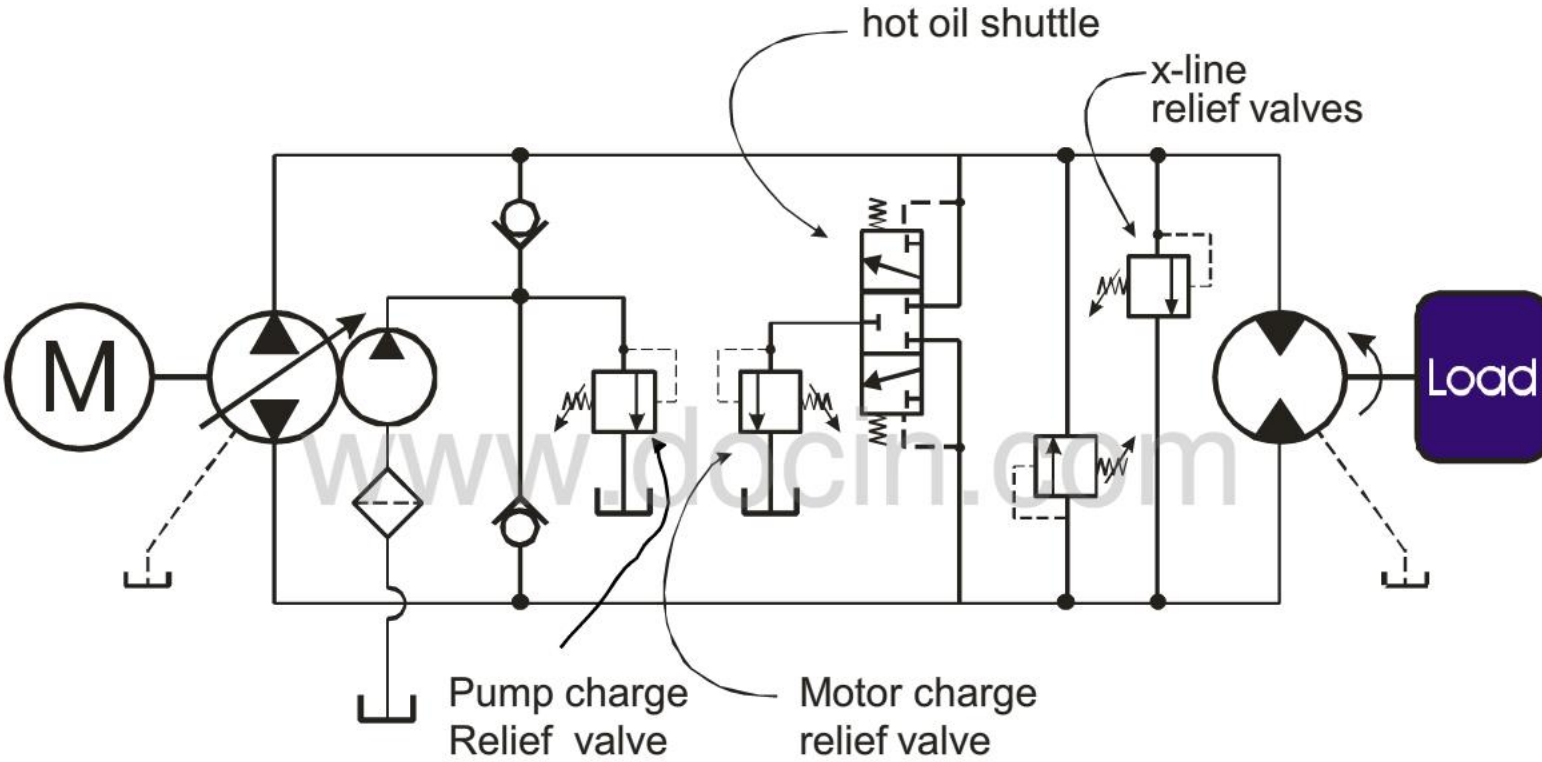 hot oil shuttle
x-line
relief valves
M
Load
www.docin.com
Pump charge
Relief valve
Motor charge
relief valve